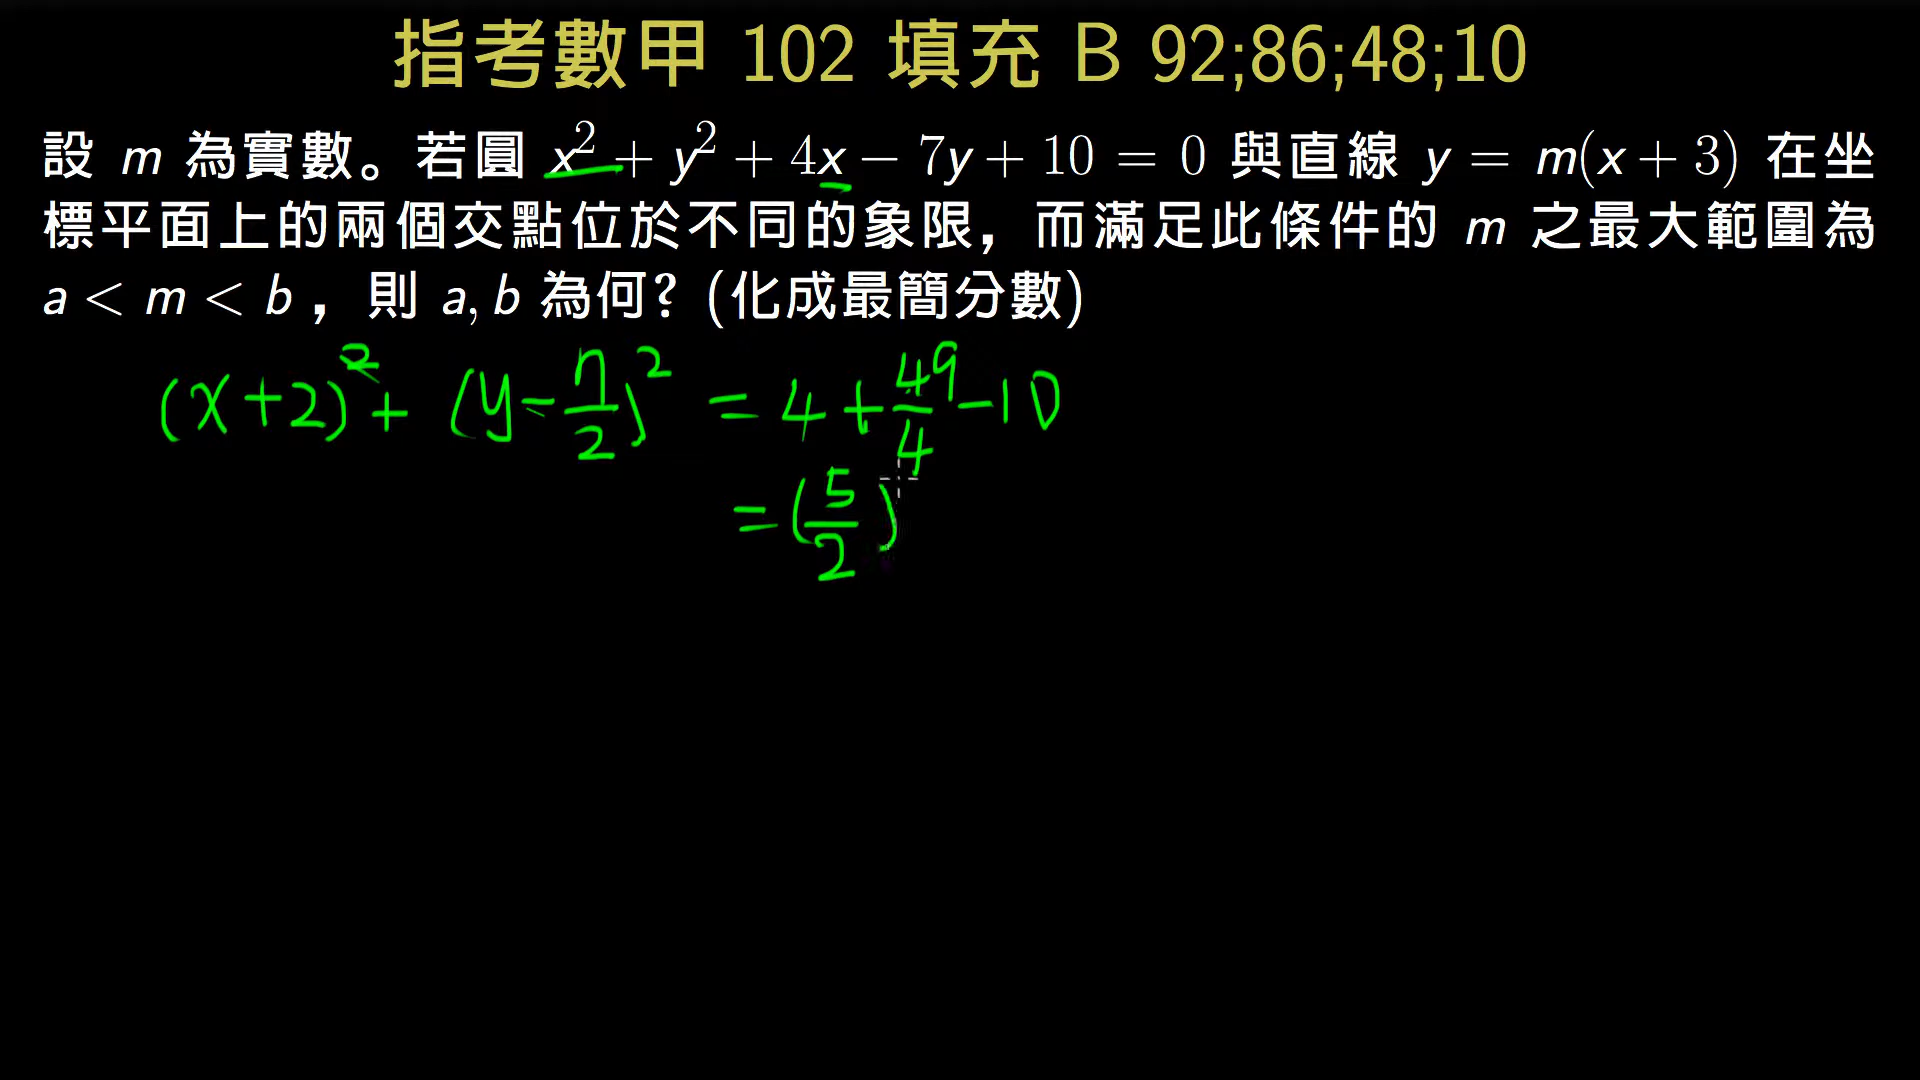 指考數甲 102 填充 B 92;86;48;10
設 m 為實數。若圓 x² + y² + 4x − 7y + 10 = 0 與直線 y = m(x + 3) 在坐
標平面上的兩個交點位於不同的象限，而滿足此條件的 m 之最大範圍為
a < m < b，則 a, b 為何？(化成最簡分數)
(x+2)² + (y − 7/2)² = 4 + 49/4 − 10
= (5/2)